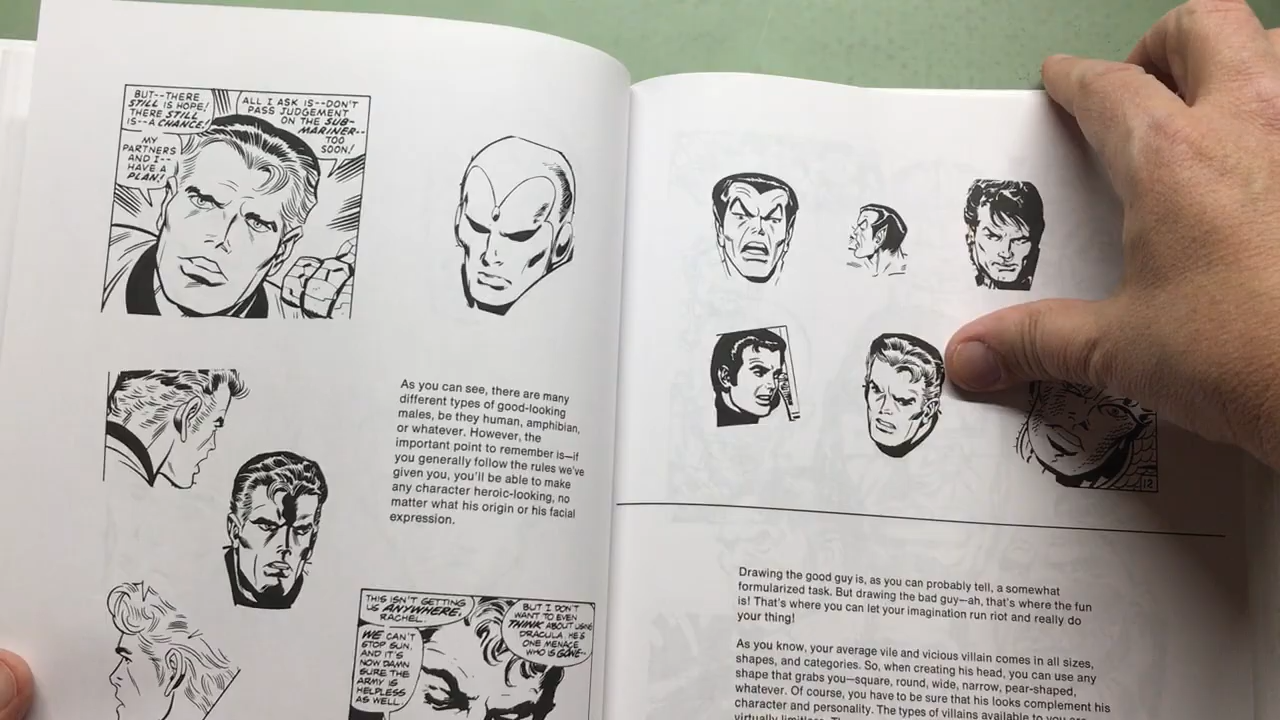 BUT--THERE
STILL IS HOPE!
THERE STILL
IS--A CHANCE!
MY
PARTNERS
AND I--
HAVE A
PLAN!
ALL I ASK IS--DON'T
PASS JUDGEMENT
ON THE SUB-
MARINER--
TOO
SOON!
As you can see, there are many
different types of good-looking
males, be they human, amphibian,
or whatever. However, the
important point to remember is—if
you generally follow the rules we've
given you, you'll be able to make
any character heroic-looking, no
matter what his origin or his facial
expression.
THIS ISN'T GETTING
US ANYWHERE,
RACHEL.
WE CAN'T
STOP SUN,
AND IT'S
NOW DAMN
SURE THE
ARMY IS
HELPLESS
AS WELL.
BUT I DON'T
WANT TO EVEN
THINK ABOUT USING
DRACULA. HE'S
ONE MENACE
WHO IS GONE--
12
Drawing the good guy is, as you can probably tell, a somewhat
formularized task. But drawing the bad guy—ah, that's where the fun
is! That's where you can let your imagination run riot and really do
your thing!
As you know, your average vile and vicious villain comes in all sizes,
shapes, and categories. So, when creating his head, you can use any
shape that grabs you—square, round, wide, narrow, pear-shaped,
whatever. Of course, you have to be sure that his looks complement his
character and personality. The types of villains available to you are
virtually